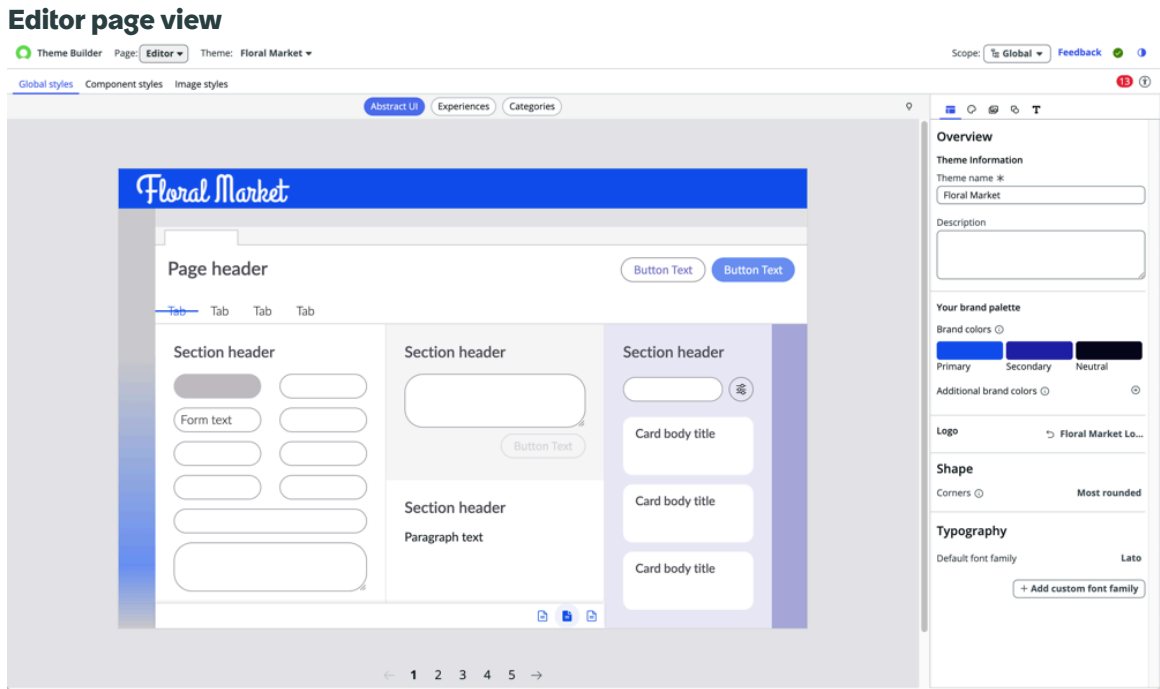 Editor page view
Theme Builder Page: Editor Theme: Floral Market Scope: Global Feedback
Global styles Component styles Image styles 13
Abstract UI Experiences Categories
Floral Market
Page header Button Text Button Text
Tab Tab Tab Tab
Section header
Form text
Section header
Button Text
Section header
Paragraph text
Section header
Card body title
Card body title
Card body title
1 2 3 4 5
Overview
Theme Information
Theme name *
Floral Market
Description
Your brand palette
Brand colors
Primary Secondary Neutral
Additional brand colors
Logo Floral Market Lo...
Shape
Corners Most rounded
Typography
Default font family Lato
+ Add custom font family